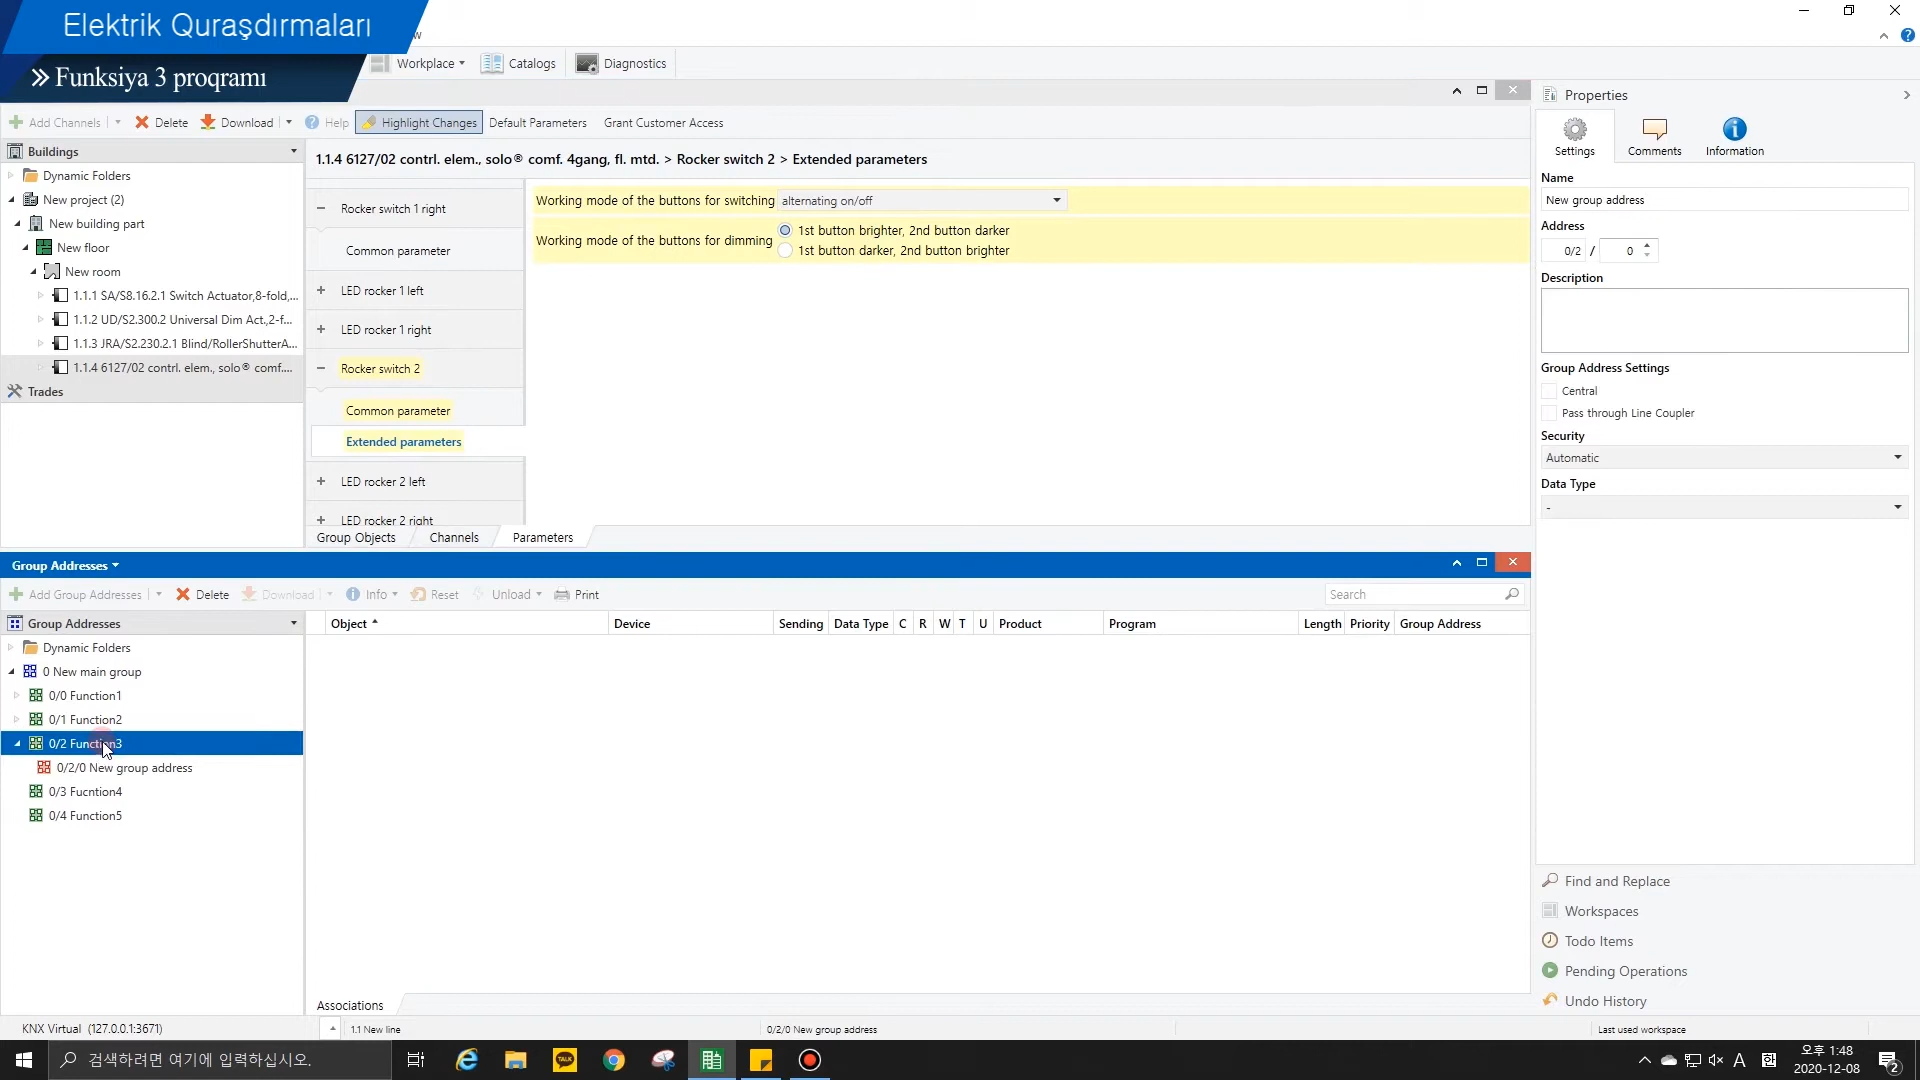 Elektrik Quraşdırmaları
Funksiya 3 proqramı
w
Workplace
Catalogs
Diagnostics
Add Channels
Delete
Download
Help
Highlight Changes
Default Parameters
Grant Customer Access
Buildings
Dynamic Folders
New project (2)
New building part
New floor
New room
1.1.1 SA/S8.16.2.1 Switch Actuator,8-fold,...
1.1.2 UD/S2.300.2 Universal Dim Act.,2-f...
1.1.3 JRA/S2.230.2.1 Blind/RollerShutterA...
1.1.4 6127/02 contrl. elem., solo® comf....
Trades
1.1.4 6127/02 contrl. elem., solo® comf. 4gang, fl. mtd. > Rocker switch 2 > Extended parameters
Rocker switch 1 right
Common parameter
LED rocker 1 left
LED rocker 1 right
Rocker switch 2
Common parameter
Extended parameters
LED rocker 2 left
LED rocker 2 right
Working mode of the buttons for switching
alternating on/off
Working mode of the buttons for dimming
1st button brighter, 2nd button darker
1st button darker, 2nd button brighter
Group Objects
Channels
Parameters
Properties
Settings
Comments
Information
Name
New group address
Address
0/2 / 0
Description
Group Address Settings
Central
Pass through Line Coupler
Security
Automatic
Data Type
-
Find and Replace
Workspaces
Todo Items
Pending Operations
Undo History
Group Addresses
Add Group Addresses
Delete
Download
Info
Reset
Unload
Print
Search
Group Addresses
Dynamic Folders
0 New main group
0/0 Function1
0/1 Function2
0/2 Function3
0/2/0 New group address
0/3 Fucntion4
0/4 Function5
Object
Device
Sending
Data Type
C
R
W
T
U
Product
Program
Length
Priority
Group Address
Associations
KNX Virtual (127.0.0.1:3671)
1.1 New line
0/2/0 New group address
Last used workspace
검색하려면 여기에 입력하십시오.
TALK
A
한
오후 1:48
2020-12-08
2